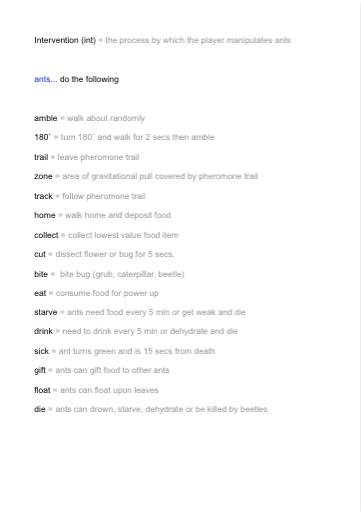 Intervention (int) = the process by which the player manipulates ants
ants... do the following
amble = walk about randomly
180˚ = turn 180˚ and walk for 2 secs then amble
trail = leave pheromone trail
zone = area of gravitational pull covered by pheromone trail
track = follow pheromone trail
home = walk home and deposit food
collect = collect lowest value food item
cut = dissect flower or bug for 5 secs.
bite =  bite bug (grub, caterpillar, beetle)
eat = consume food for power up
starve = ants need food every 5 min or get weak and die
drink = need to drink every 5 min or dehydrate and die
sick = ant turns green and is 15 secs from death
gift = ants can gift food to other ants
float = ants can float upon leaves
die = ants can drown, starve, dehydrate or be killed by beetles